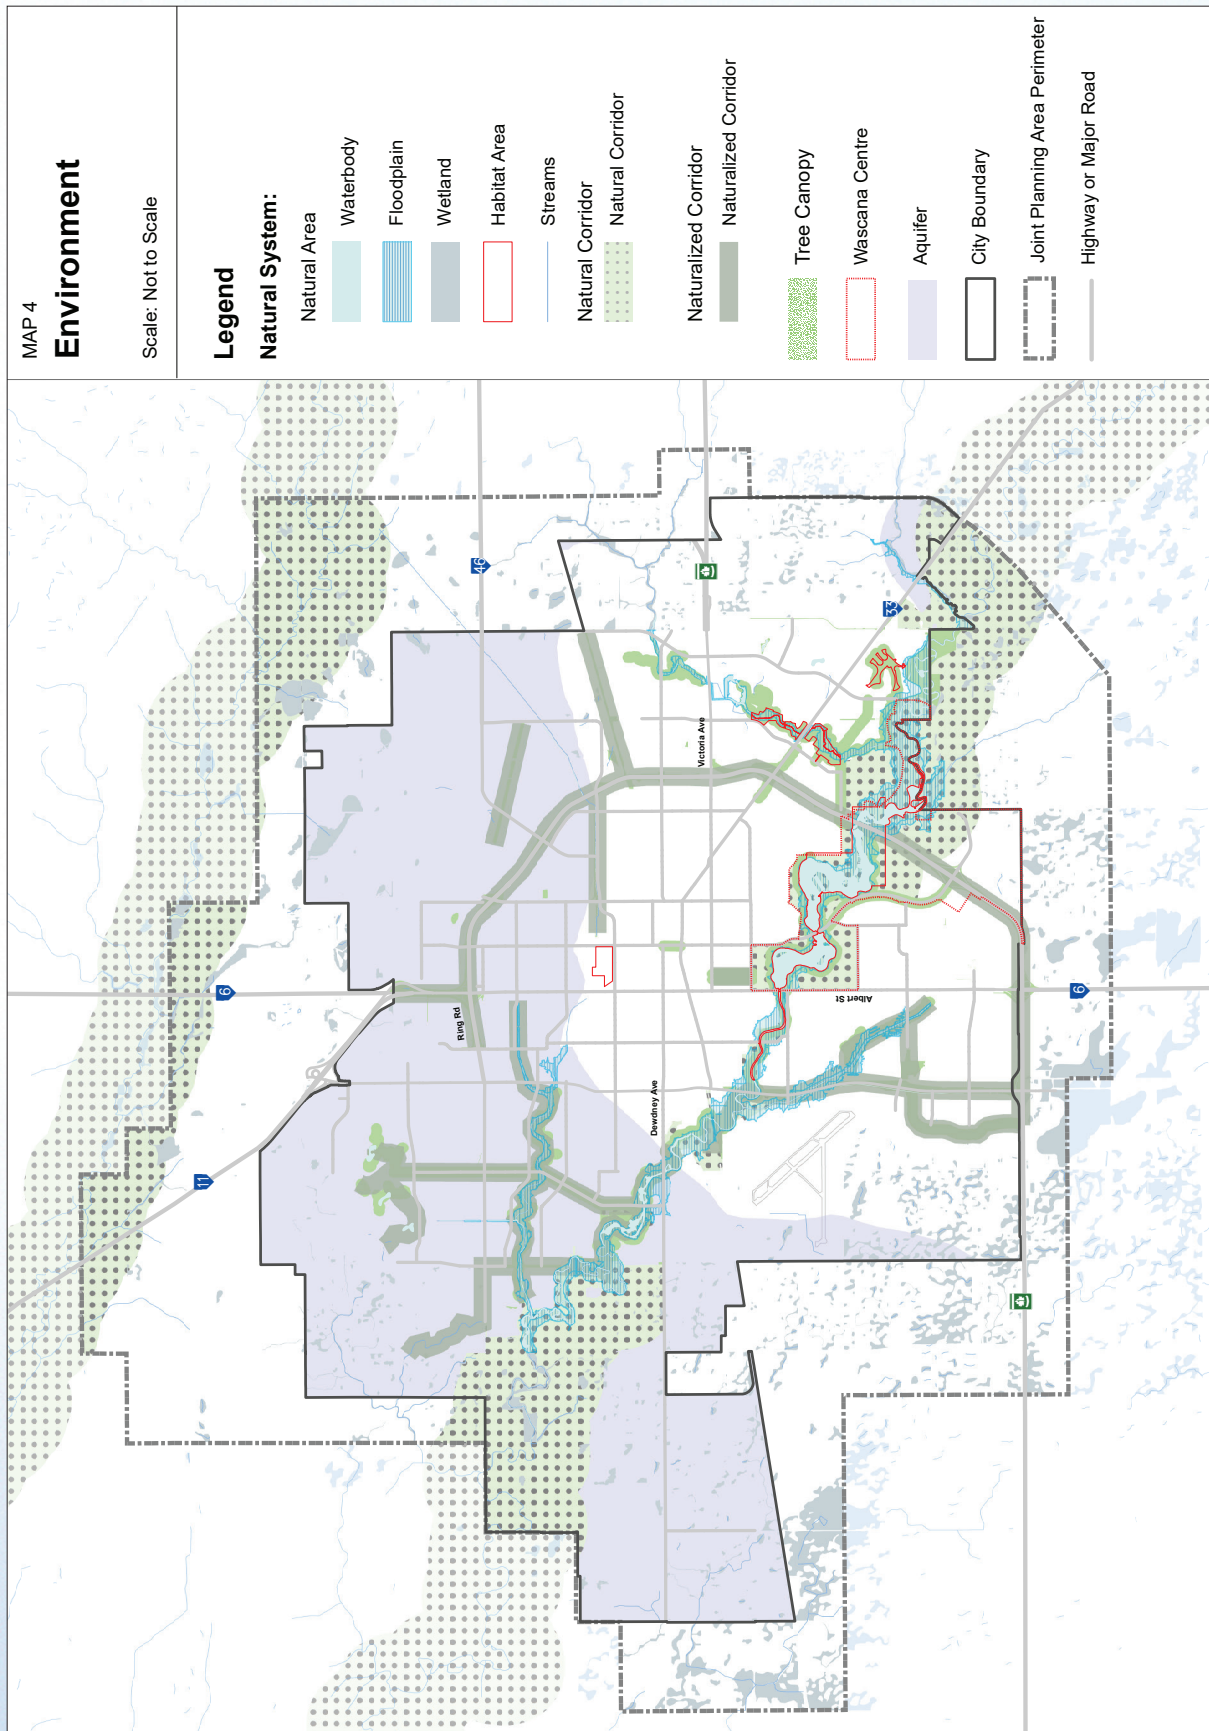 MAP 4
Environment
Scale: Not to Scale
Legend
Natural System:
Natural Area
Waterbody
Floodplain
Wetland
Habitat Area
Streams
Natural Corridor
Natural Corridor
Naturalized Corridor
Naturalized Corridor
Tree Canopy
Wascana Centre
Aquifer
City Boundary
Joint Planning Area Perimeter
Highway or Major Road
11
6
Ring Rd
46
Dewdney Ave
Victoria Ave
Albert St
33
6